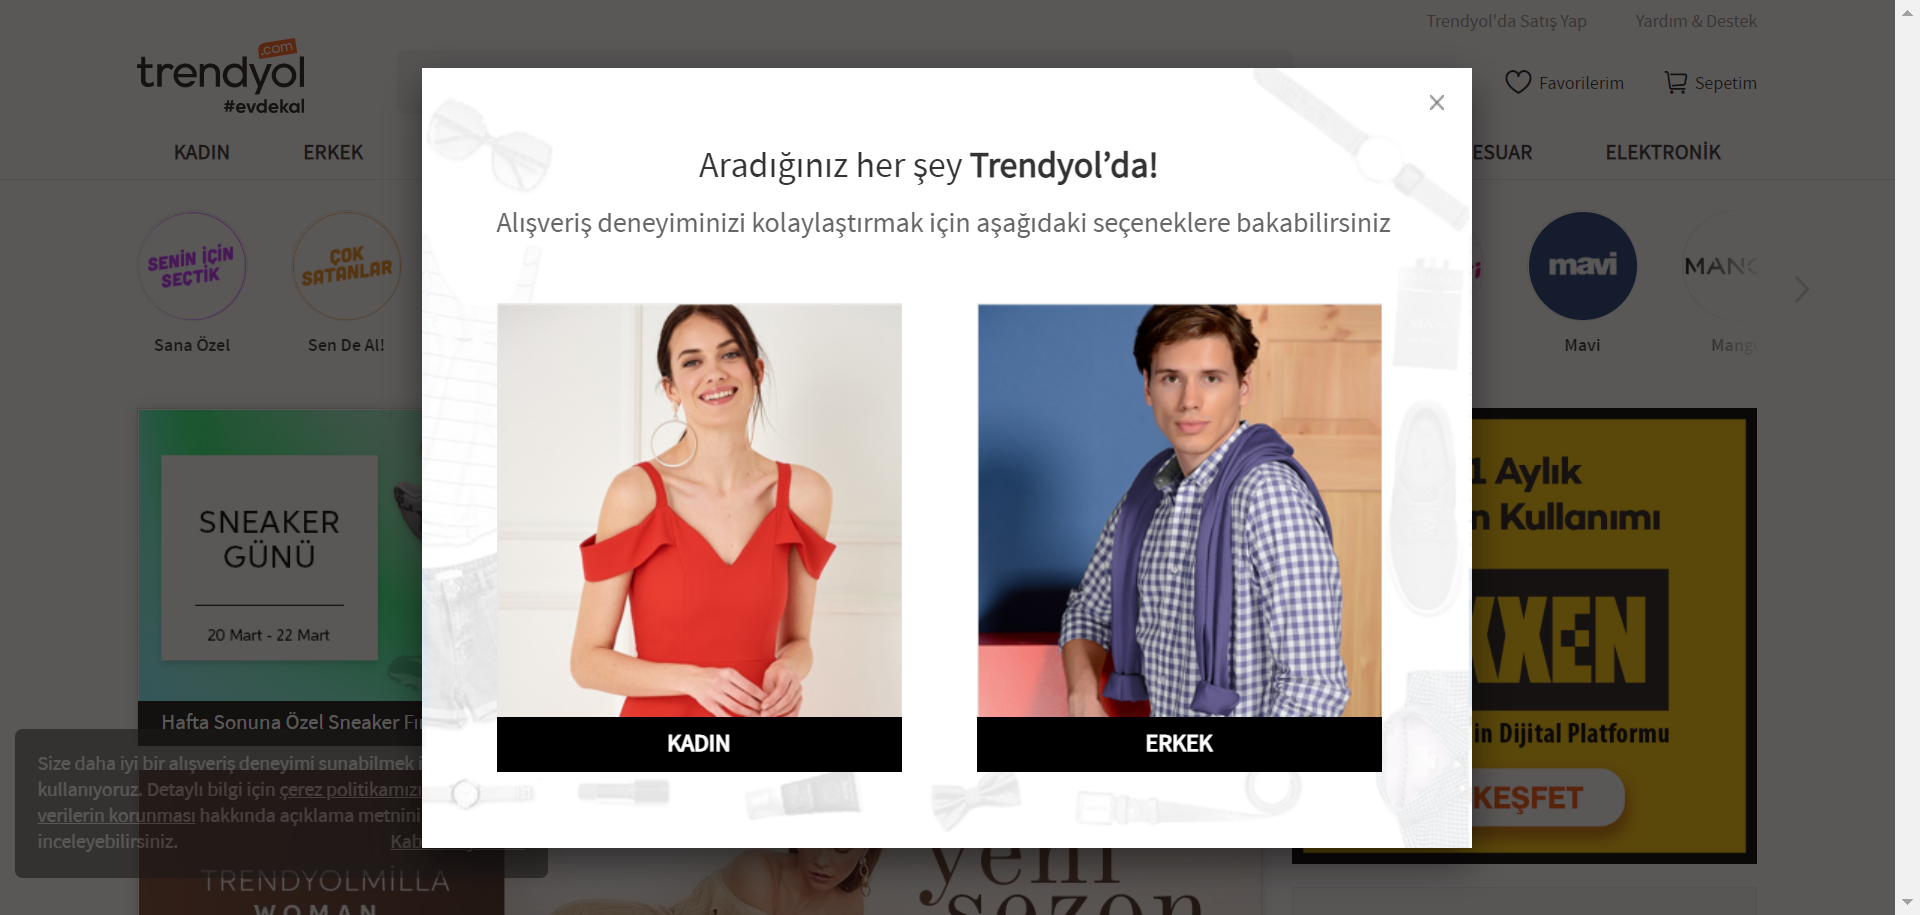 Trendyol'da Satış Yap
Yardım & Destek
trendyol
.com
#evdekal
Favorilerim
Sepetim
KADIN
ERKEK
ESUAR
ELEKTRONİK
Aradığınız her şey Trendyol’da!
Alışveriş deneyiminizi kolaylaştırmak için aşağıdaki seçeneklere bakabilirsiniz
SENİN İÇİN
SEÇTİK
Sana Özel
ÇOK
SATANLAR
Sen De Al!
mavi
Mavi
MANG
Mango
KADIN
ERKEK
SNEAKER
GÜNÜ
20 Mart - 22 Mart
Hafta Sonuna Özel Sneaker Fı
1 Aylık
n Kullanımı
XXEN
in Dijital Platformu
KEŞFET
Size daha iyi bir alışveriş deneyimi sunabilmek i
kullanıyoruz. Detaylı bilgi için çerez politikamızı
verilerin korunması hakkında açıklama metnini
inceleyebilirsiniz.
Kab
TRENDYOLMİLLA
WOMAN
yeni
sezon